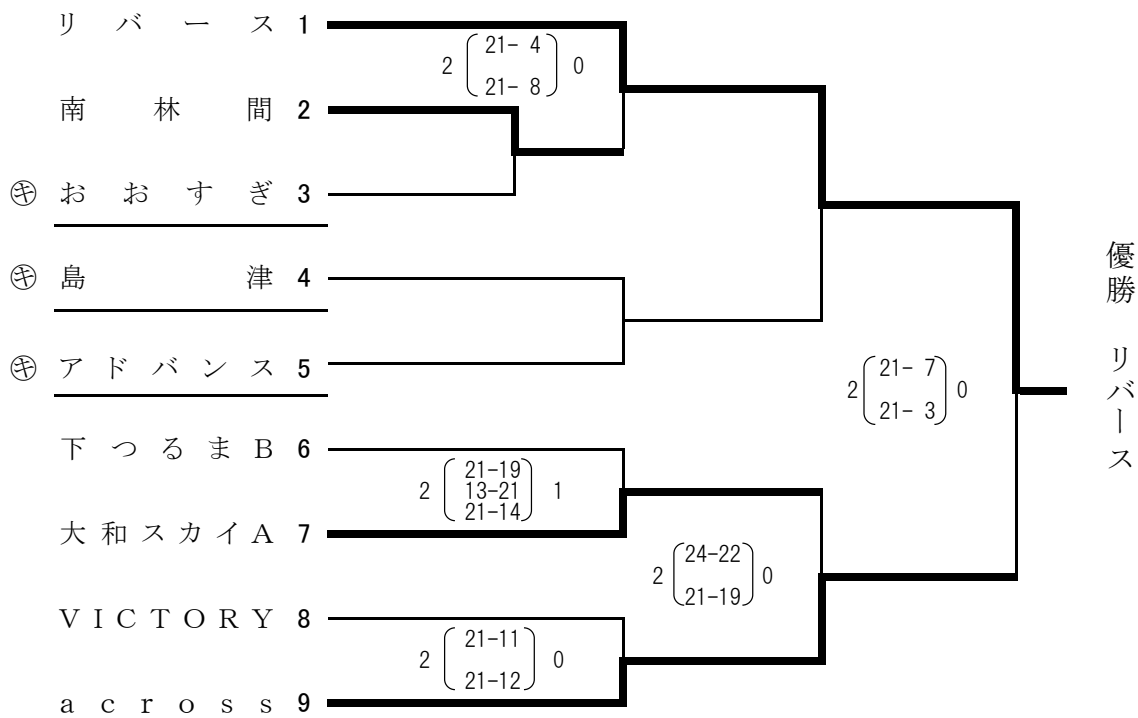 リバース 1
2 21- 4 0
21- 8
南林間 2
㋖ おおすぎ 3
㋖ 島津 4
㋖ アドバンス 5
2 21- 7 0
21- 3
優勝 リバース
下つるまB 6
2 21-19 1
13-21
21-14
大和スカイA 7
2 24-22 0
21-19
VICTORY 8
2 21-11 0
21-12
across 9